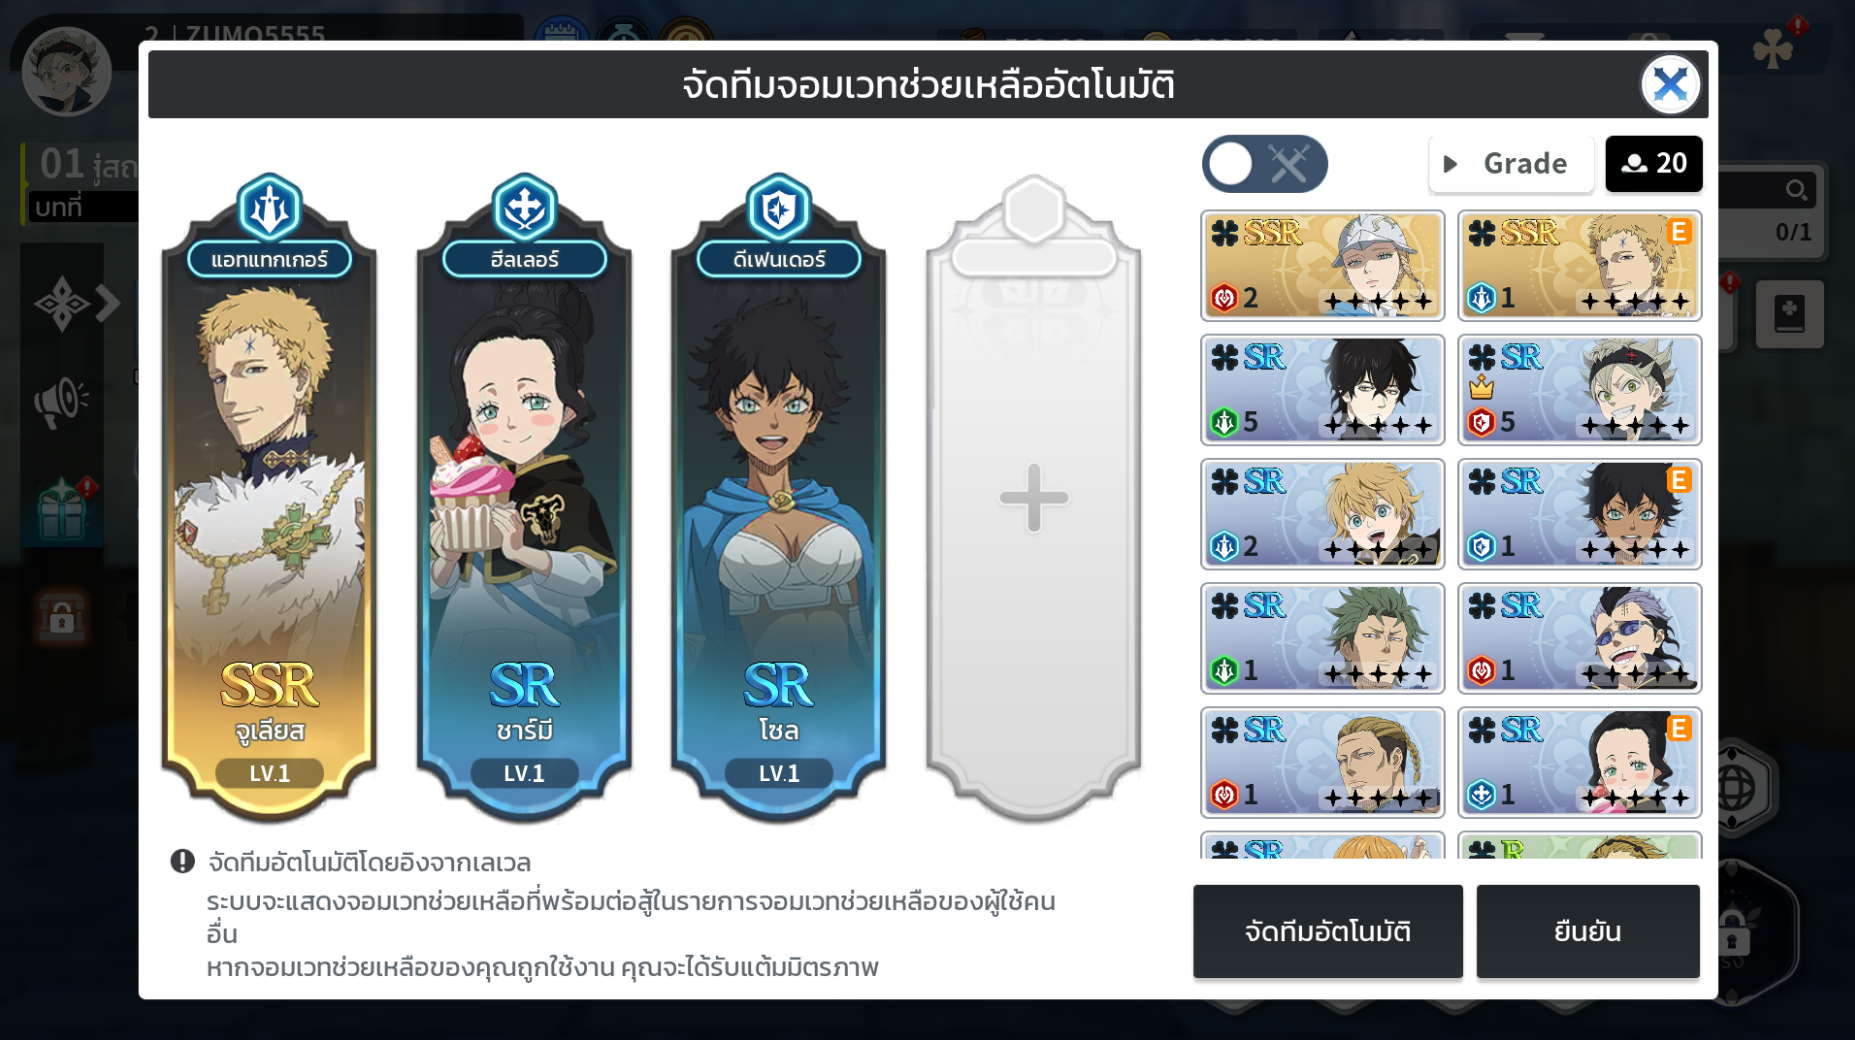 2 | ZUMO5555
จัดทีมจอมเวทช่วยเหลืออัตโนมัติ
01
บทที่
0/1
Grade
20
แอทแทกเกอร์
SSR
จูเลียส
LV.1
ฮีลเลอร์
SR
ชาร์มี
LV.1
ดีเฟนเดอร์
SR
โซล
LV.1
SSR
2
SSR
E
1
SR
5
SR
5
SR
2
SR
E
1
SR
1
SR
1
SR
1
SR
E
1
SR
R
จัดทีมอัตโนมัติโดยอิงจากเลเวล
ระบบจะแสดงจอมเวทช่วยเหลือที่พร้อมต่อสู้ในรายการจอมเวทช่วยเหลือของผู้ใช้คน
อื่น
หากจอมเวทช่วยเหลือของคุณถูกใช้งาน คุณจะได้รับแต้มมิตรภาพ
จัดทีมอัตโนมัติ
ยืนยัน